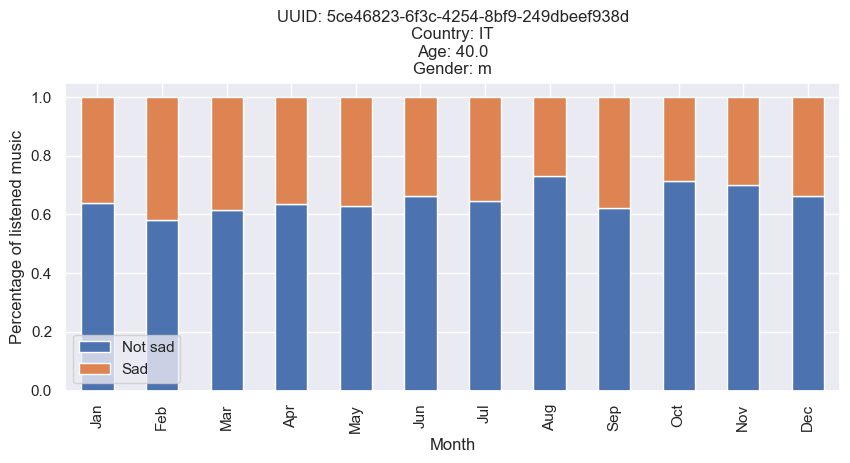 UUID: 5ce46823-6f3c-4254-8bf9-249dbeef938d
Country: IT
Age: 40.0
Gender: m
Percentage of listened music
1.0
0.8
0.6
0.4
0.2
0.0
Not sad
Sad
Jan
Feb
Mar
Apr
May
Jun
Jul
Aug
Sep
Oct
Nov
Dec
Month